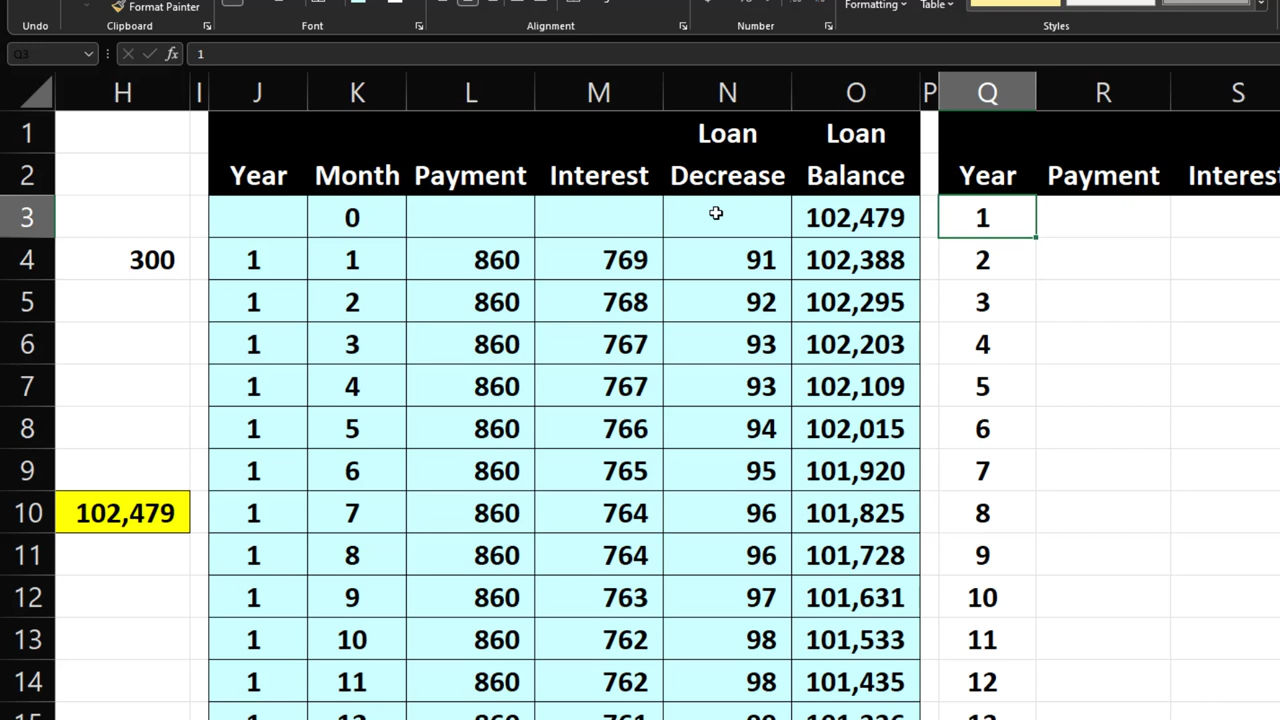 Format Painter
Formatting Table
Undo Clipboard Font Alignment Number Styles
Q3 fx 1
H I J K L M N O P Q R S
1 Loan Loan
2 Year Month Payment Interest Decrease Balance Year Payment Interest
3 0 102,479 1
4 300 1 1 860 769 91 102,388 2
5 1 2 860 768 92 102,295 3
6 1 3 860 767 93 102,203 4
7 1 4 860 767 93 102,109 5
8 1 5 860 766 94 102,015 6
9 1 6 860 765 95 101,920 7
10 102,479 1 7 860 764 96 101,825 8
11 1 8 860 764 96 101,728 9
12 1 9 860 763 97 101,631 10
13 1 10 860 762 98 101,533 11
14 1 11 860 762 98 101,435 12